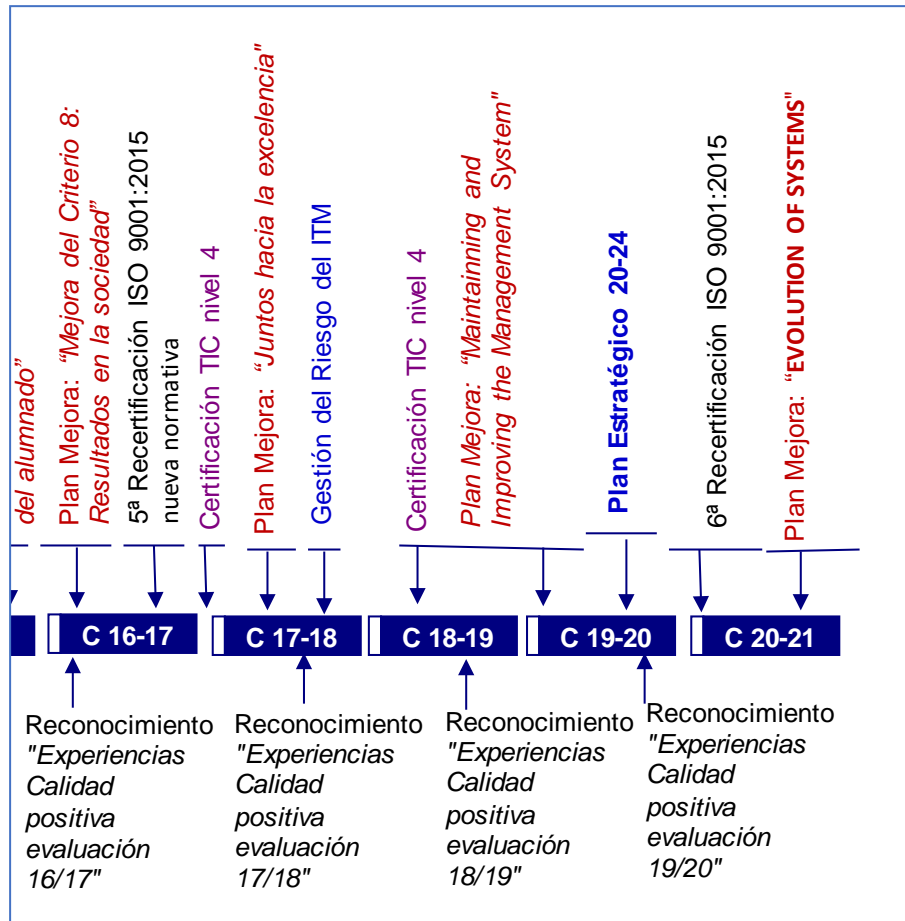 del alumnado”
Plan Mejora: “Mejora del Criterio 8:
Resultados en la sociedad”
5ª Recertificación ISO 9001:2015
nueva normativa
Certificación TIC nivel 4
Plan Mejora: “Juntos hacia la excelencia"
Gestión del Riesgo del ITM
Certificación TIC nivel 4
Plan Mejora: “Maintainning and
Improving the Management System"
Plan Estratégico 20-24
6ª Recertificación ISO 9001:2015
Plan Mejora: “EVOLUTION OF SYSTEMS"
C 16-17
C 17-18
C 18-19
C 19-20
C 20-21
Reconocimiento
"Experiencias
Calidad
positiva
evaluación
16/17"
Reconocimiento
"Experiencias
Calidad
positiva
evaluación
17/18"
Reconocimiento
"Experiencias
Calidad
positiva
evaluación
18/19"
Reconocimiento
"Experiencias
Calidad
positiva
evaluación
19/20"